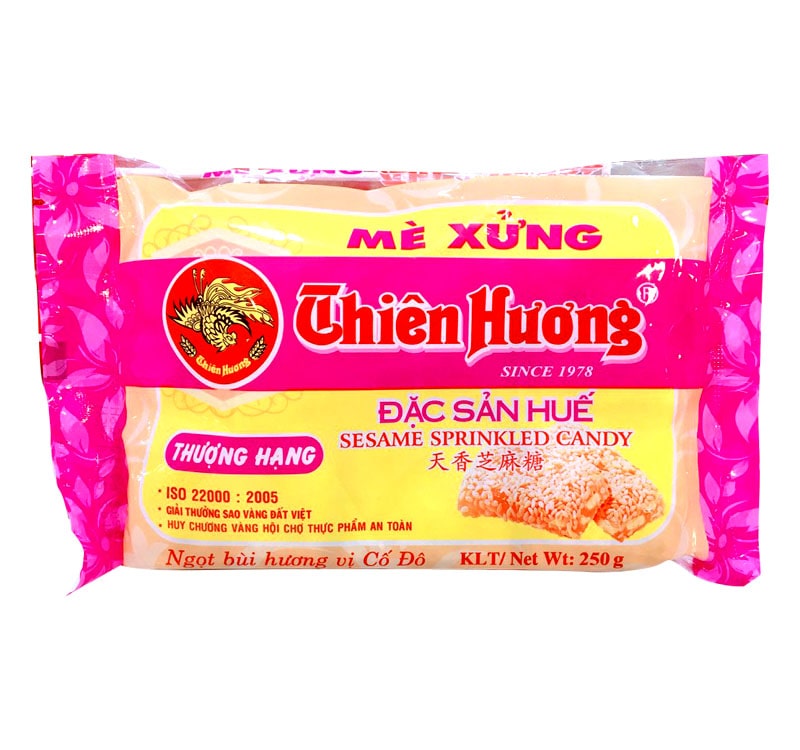 MÈ XỬNG
Thiên Hương
®
Thiên Hương
SINCE 1978
ĐẶC SẢN HUẾ
SESAME SPRINKLED CANDY
天香芝麻糖
THƯỢNG HẠNG
• ISO 22000 : 2005
• GIẢI THƯỞNG SAO VÀNG ĐẤT VIỆT
• HUY CHƯƠNG VÀNG HỘI CHỢ THỰC PHẨM AN TOÀN
Ngọt bùi hương vị Cố Đô
KLT/ Net Wt: 250 g